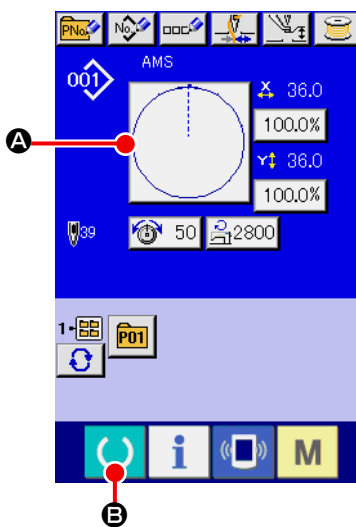 PNo. No.
001 AMS
X 36.0
100.0%
A
Y 36.0
100.0%
39 50 2800
1-
P01
i M
B